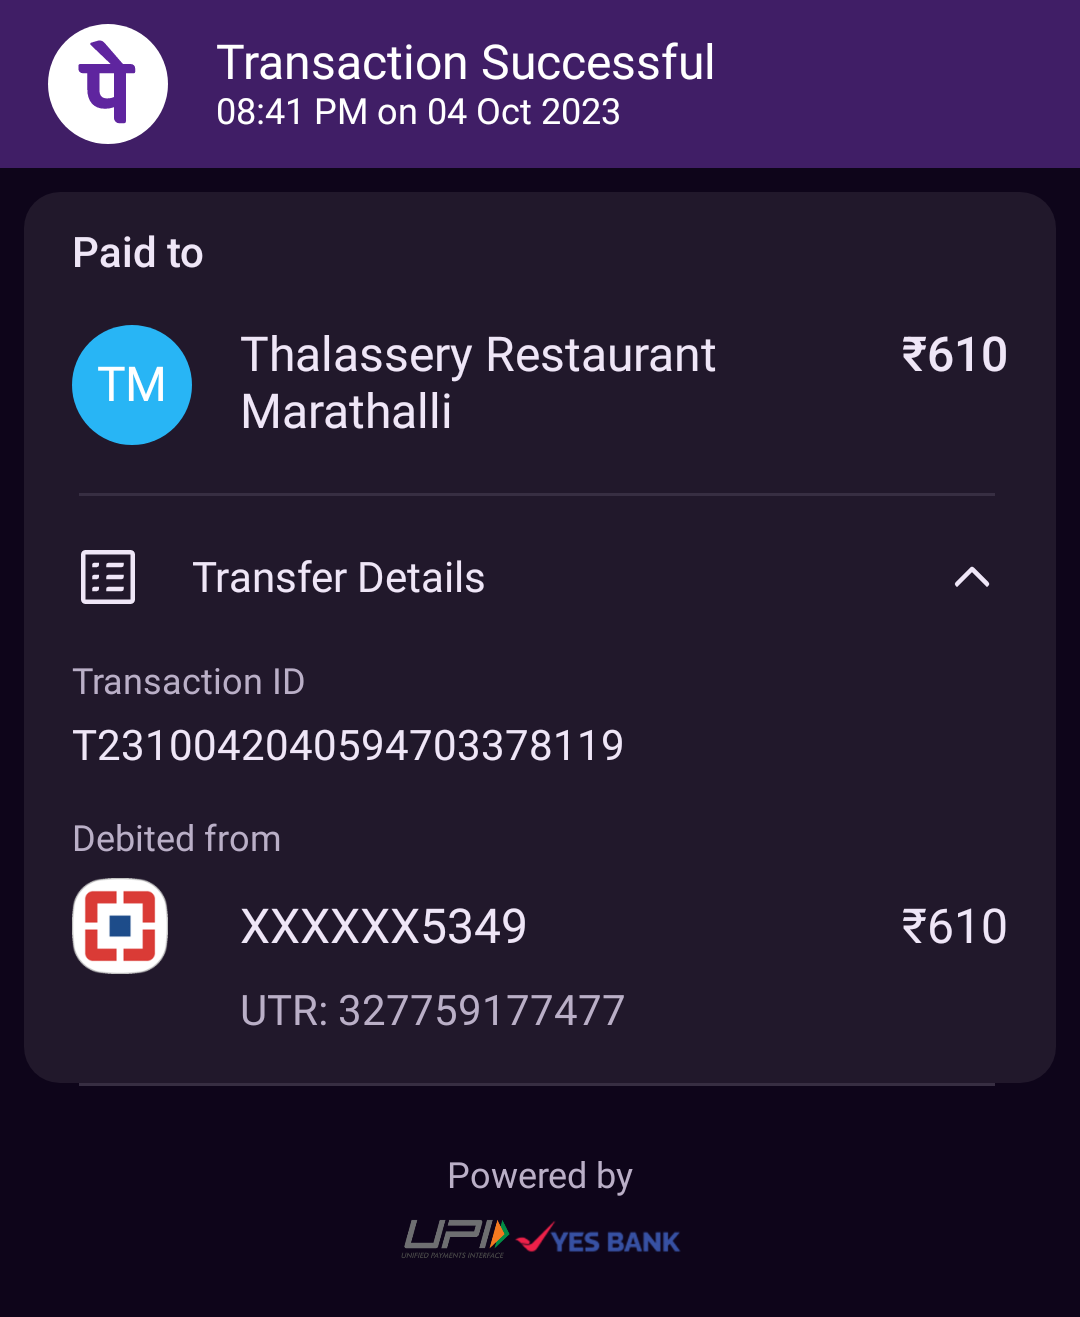 पे
Transaction Successful
08:41 PM on 04 Oct 2023
Paid to
TM
Thalassery Restaurant
Marathalli
₹610
Transfer Details
Transaction ID
T2310042040594703378119
Debited from
XXXXXX5349
₹610
UTR: 327759177477
Powered by
UPI
UNIFIED PAYMENTS INTERFACE
YES BANK